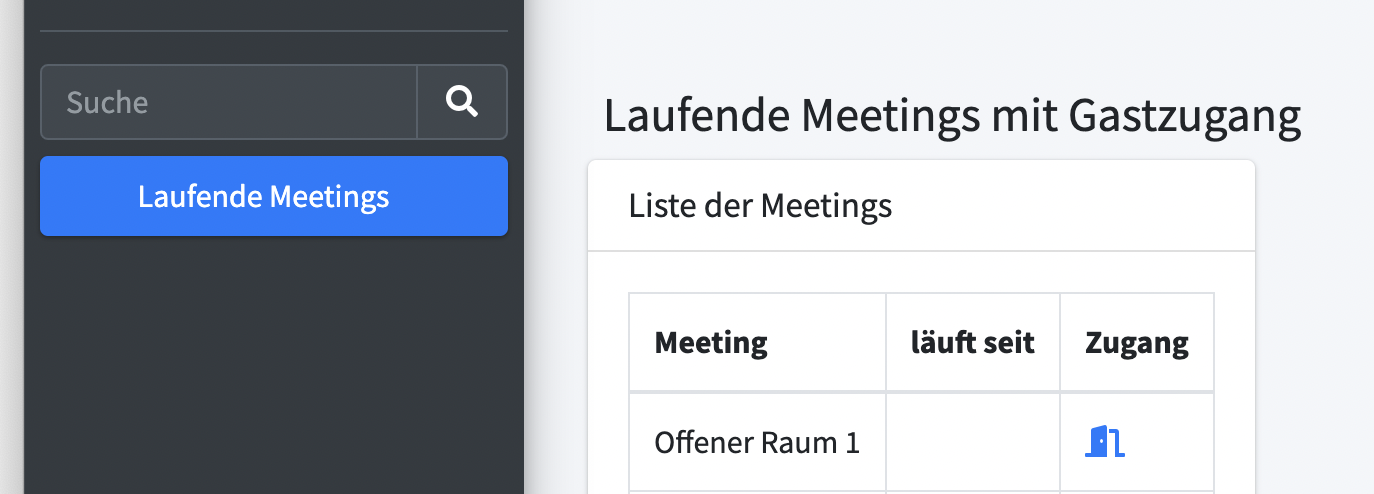 Suche
Laufende Meetings
Laufende Meetings mit Gastzugang
Liste der Meetings
Meeting läuft seit Zugang
Offener Raum 1